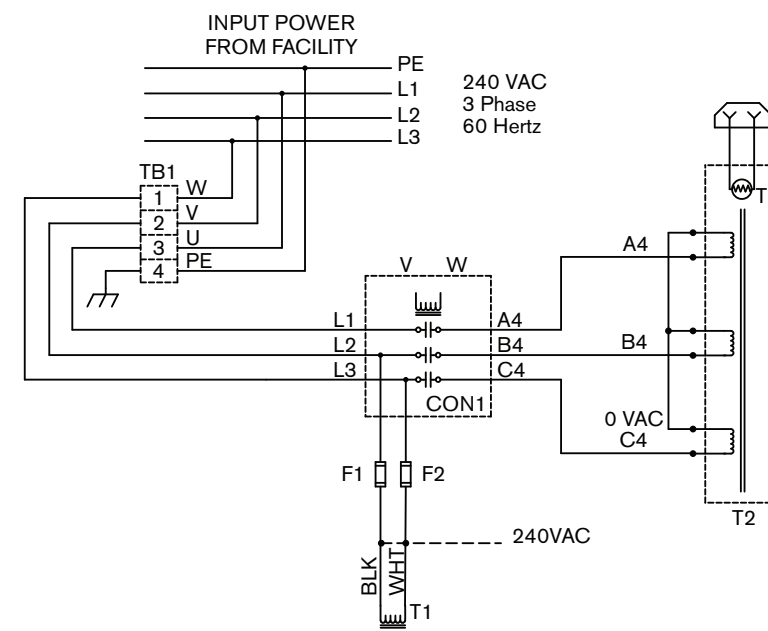 INPUT POWER
FROM FACILITY
PE
L1
L2
L3
240 VAC
3 Phase
60 Hertz
TB1
1 W
2 V
3 U
4 PE
T
V W
A4
L1 A4
L2 B4
B4
L3 C4
CON1
0 VAC
C4
F1 F2
T2
240VAC
BLK
WHT
T1